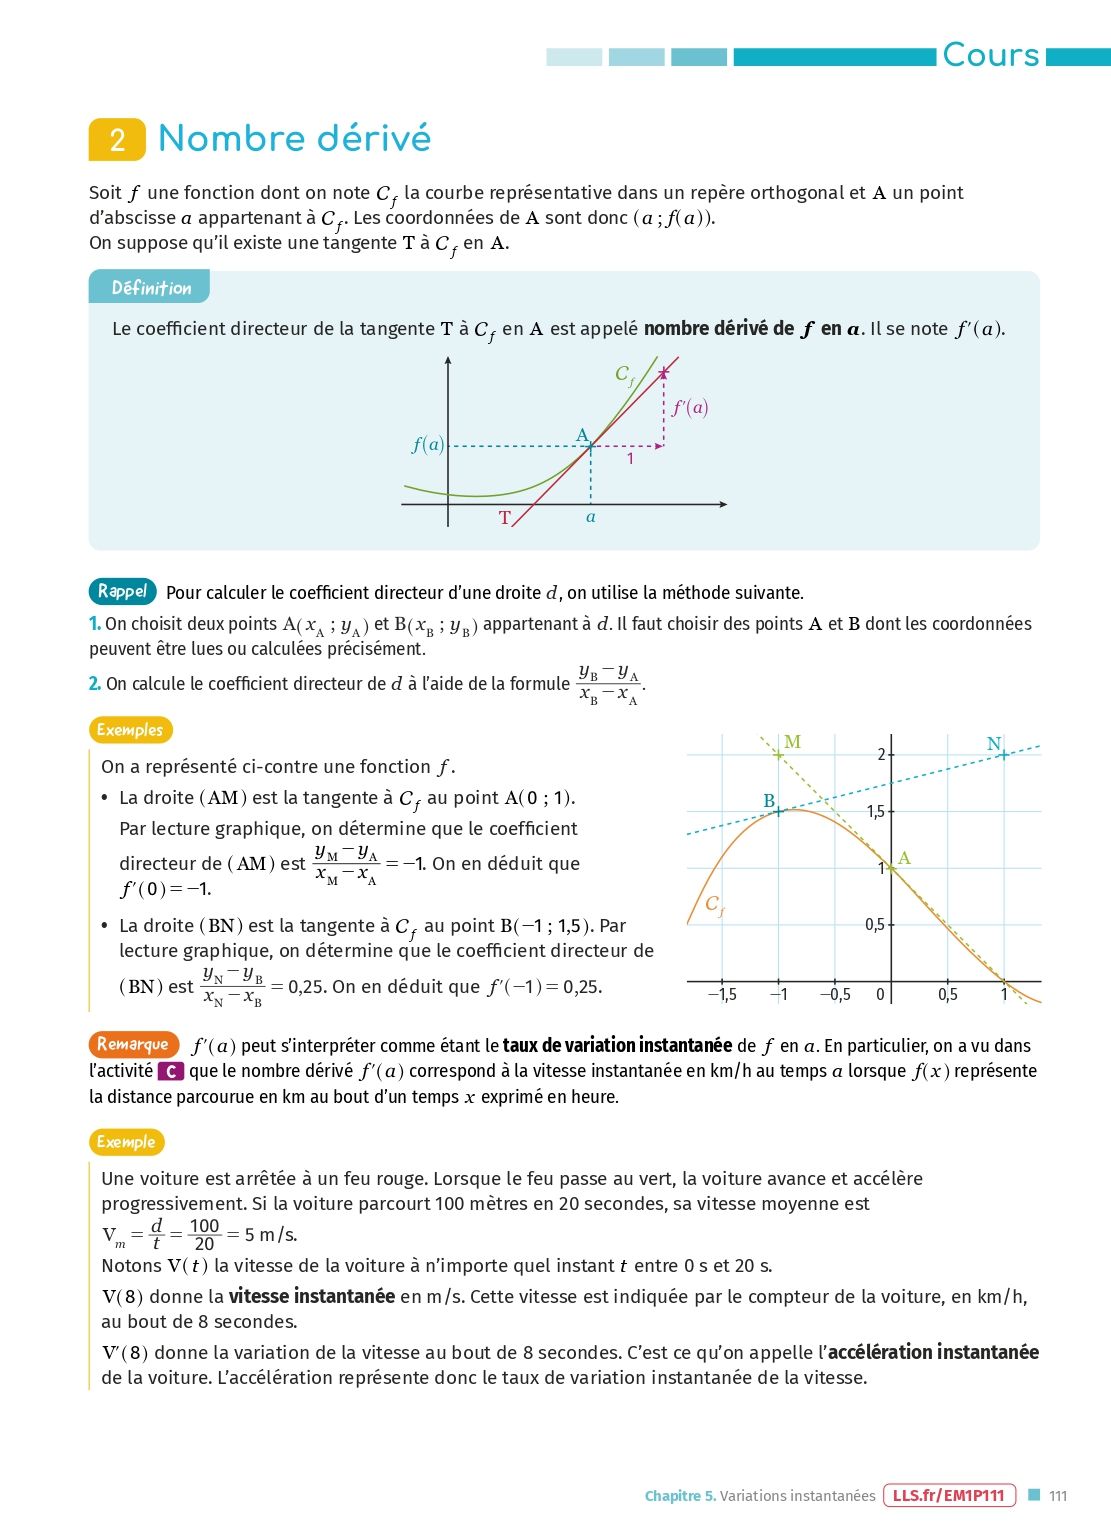 Cours
2 Nombre dérivé
Soit f une fonction dont on note C_f la courbe représentative dans un repère orthogonal et A un point
d’abscisse a appartenant à C_f. Les coordonnées de A sont donc (a ; f(a)).
On suppose qu’il existe une tangente T à C_f en A.
Définition
Le coefficient directeur de la tangente T à C_f en A est appelé nombre dérivé de f en a. Il se note f′(a).
C_f
f′(a)
A
f(a)
1
T
a
Rappel Pour calculer le coefficient directeur d’une droite d, on utilise la méthode suivante.
1. On choisit deux points A(x_A ; y_A) et B(x_B ; y_B) appartenant à d. Il faut choisir des points A et B dont les coordonnées
peuvent être lues ou calculées précisément.
2. On calcule le coefficient directeur de d à l’aide de la formule (y_B − y_A)/(x_B − x_A).
Exemples
On a représenté ci-contre une fonction f.
• La droite (AM) est la tangente à C_f au point A(0 ; 1).
Par lecture graphique, on détermine que le coefficient
directeur de (AM) est (y_M − y_A)/(x_M − x_A) = −1. On en déduit que
f′(0) = −1.
• La droite (BN) est la tangente à C_f au point B(−1 ; 1,5). Par
lecture graphique, on détermine que le coefficient directeur de
(BN) est (y_N − y_B)/(x_N − x_B) = 0,25. On en déduit que f′(−1) = 0,25.
M
N
2
B
1,5
A
1
C_f
0,5
−1,5 −1 −0,5 0 0,5 1
Remarque f′(a) peut s’interpréter comme étant le taux de variation instantanée de f en a. En particulier, on a vu dans
l’activité C que le nombre dérivé f′(a) correspond à la vitesse instantanée en km/h au temps a lorsque f(x) représente
la distance parcourue en km au bout d’un temps x exprimé en heure.
Exemple
Une voiture est arrêtée à un feu rouge. Lorsque le feu passe au vert, la voiture avance et accélère
progressivement. Si la voiture parcourt 100 mètres en 20 secondes, sa vitesse moyenne est
V_m = d/t = 100/20 = 5 m/s.
Notons V(t) la vitesse de la voiture à n’importe quel instant t entre 0 s et 20 s.
V(8) donne la vitesse instantanée en m/s. Cette vitesse est indiquée par le compteur de la voiture, en km/h,
au bout de 8 secondes.
V′(8) donne la variation de la vitesse au bout de 8 secondes. C’est ce qu’on appelle l’accélération instantanée
de la voiture. L’accélération représente donc le taux de variation instantanée de la vitesse.
Chapitre 5. Variations instantanées LLS.fr/EM1P111 111